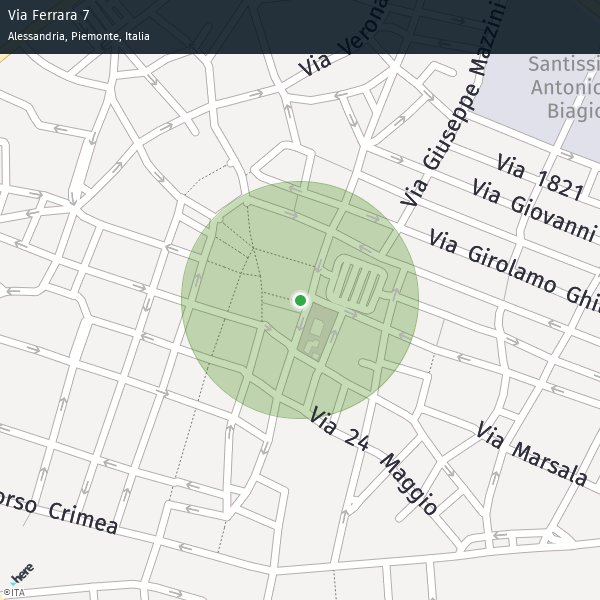 Via Ferrara 7
Alessandria, Piemonte, Italia
Via Verona
Via Giuseppe Mazzini
Santissi
Antonio
Biagio
Via 1821
Via Giovanni
Via Girolamo Ghi
Via 24 Maggio
Via Marsala
orso Crimea
here
©ITA